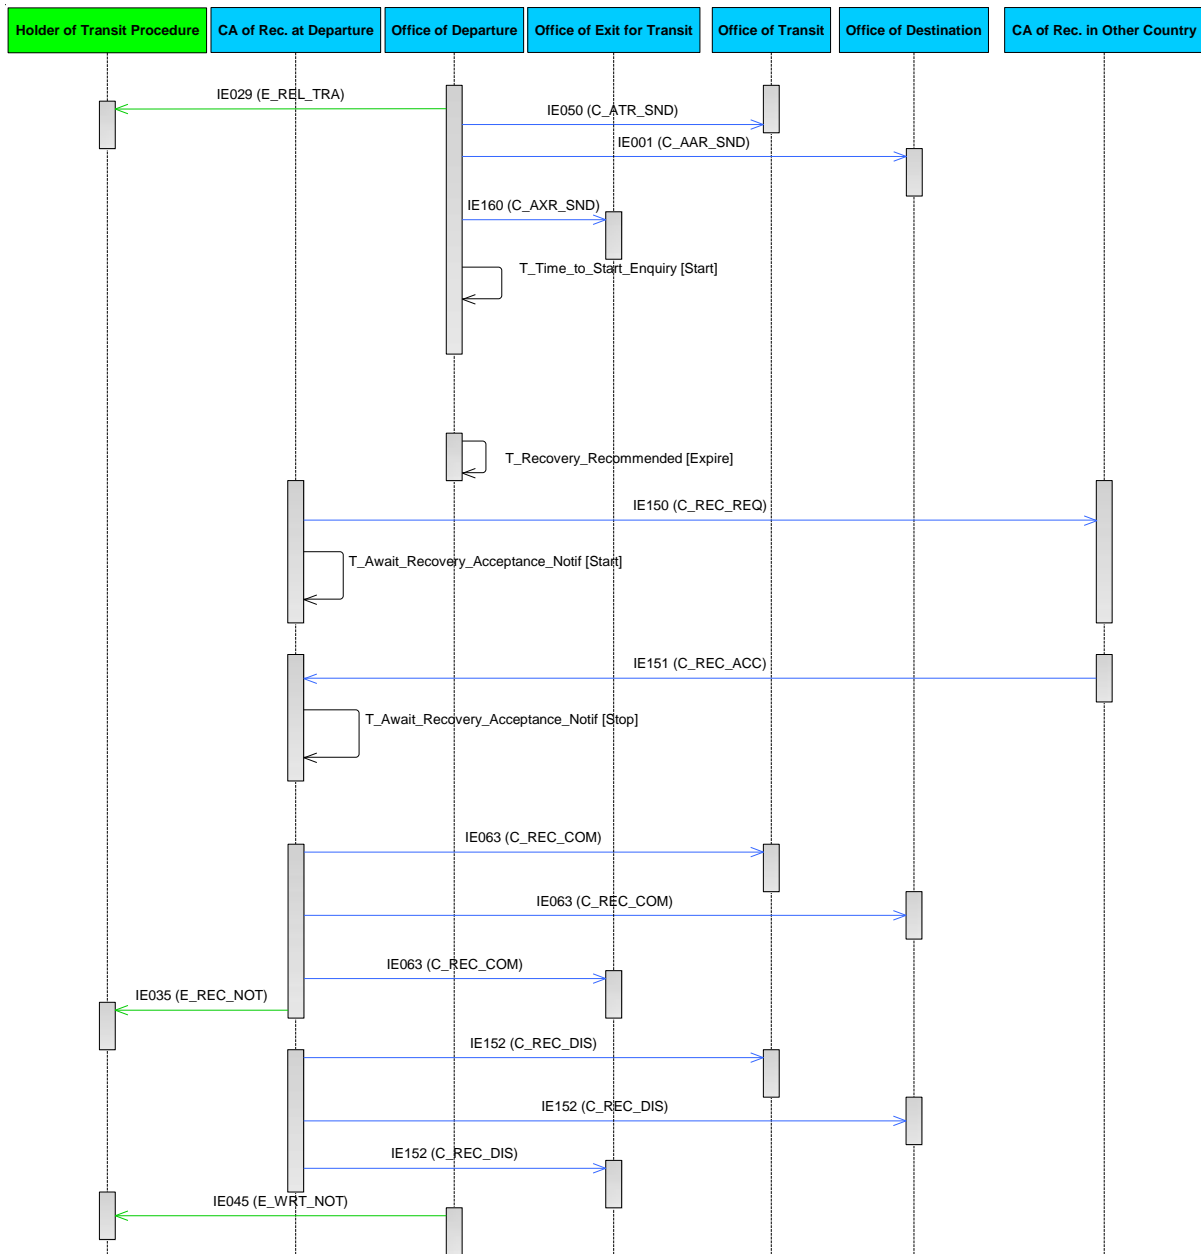 Holder of Transit Procedure
CA of Rec. at Departure
Office of Departure
Office of Exit for Transit
Office of Transit
Office of Destination
CA of Rec. in Other Country
IE029 (E_REL_TRA)
IE050 (C_ATR_SND)
IE001 (C_AAR_SND)
IE160 (C_AXR_SND)
T_Time_to_Start_Enquiry [Start]
T_Recovery_Recommended [Expire]
IE150 (C_REC_REQ)
T_Await_Recovery_Acceptance_Notif [Start]
IE151 (C_REC_ACC)
T_Await_Recovery_Acceptance_Notif [Stop]
IE063 (C_REC_COM)
IE063 (C_REC_COM)
IE063 (C_REC_COM)
IE035 (E_REC_NOT)
IE152 (C_REC_DIS)
IE152 (C_REC_DIS)
IE152 (C_REC_DIS)
IE045 (E_WRT_NOT)